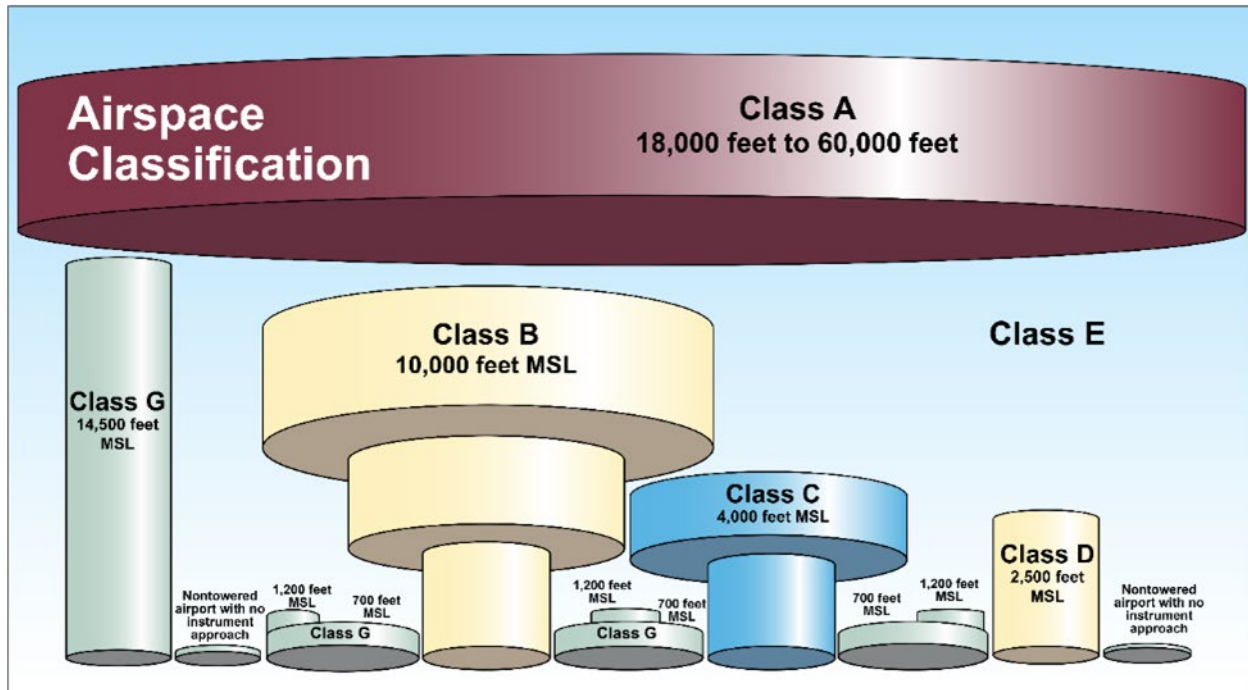 Airspace
Classification
Class A
18,000 feet to 60,000 feet
Class B
10,000 feet MSL
Class E
Class G
14,500 feet
MSL
Class C
4,000 feet MSL
Class D
2,500 feet
MSL
Nontowered
airport with no
instrument
approach
1,200 feet
MSL
700 feet
MSL
Class G
1,200 feet
MSL
700 feet
MSL
Class G
700 feet
MSL
1,200 feet
MSL
Nontowered
airport with no
instrument
approach